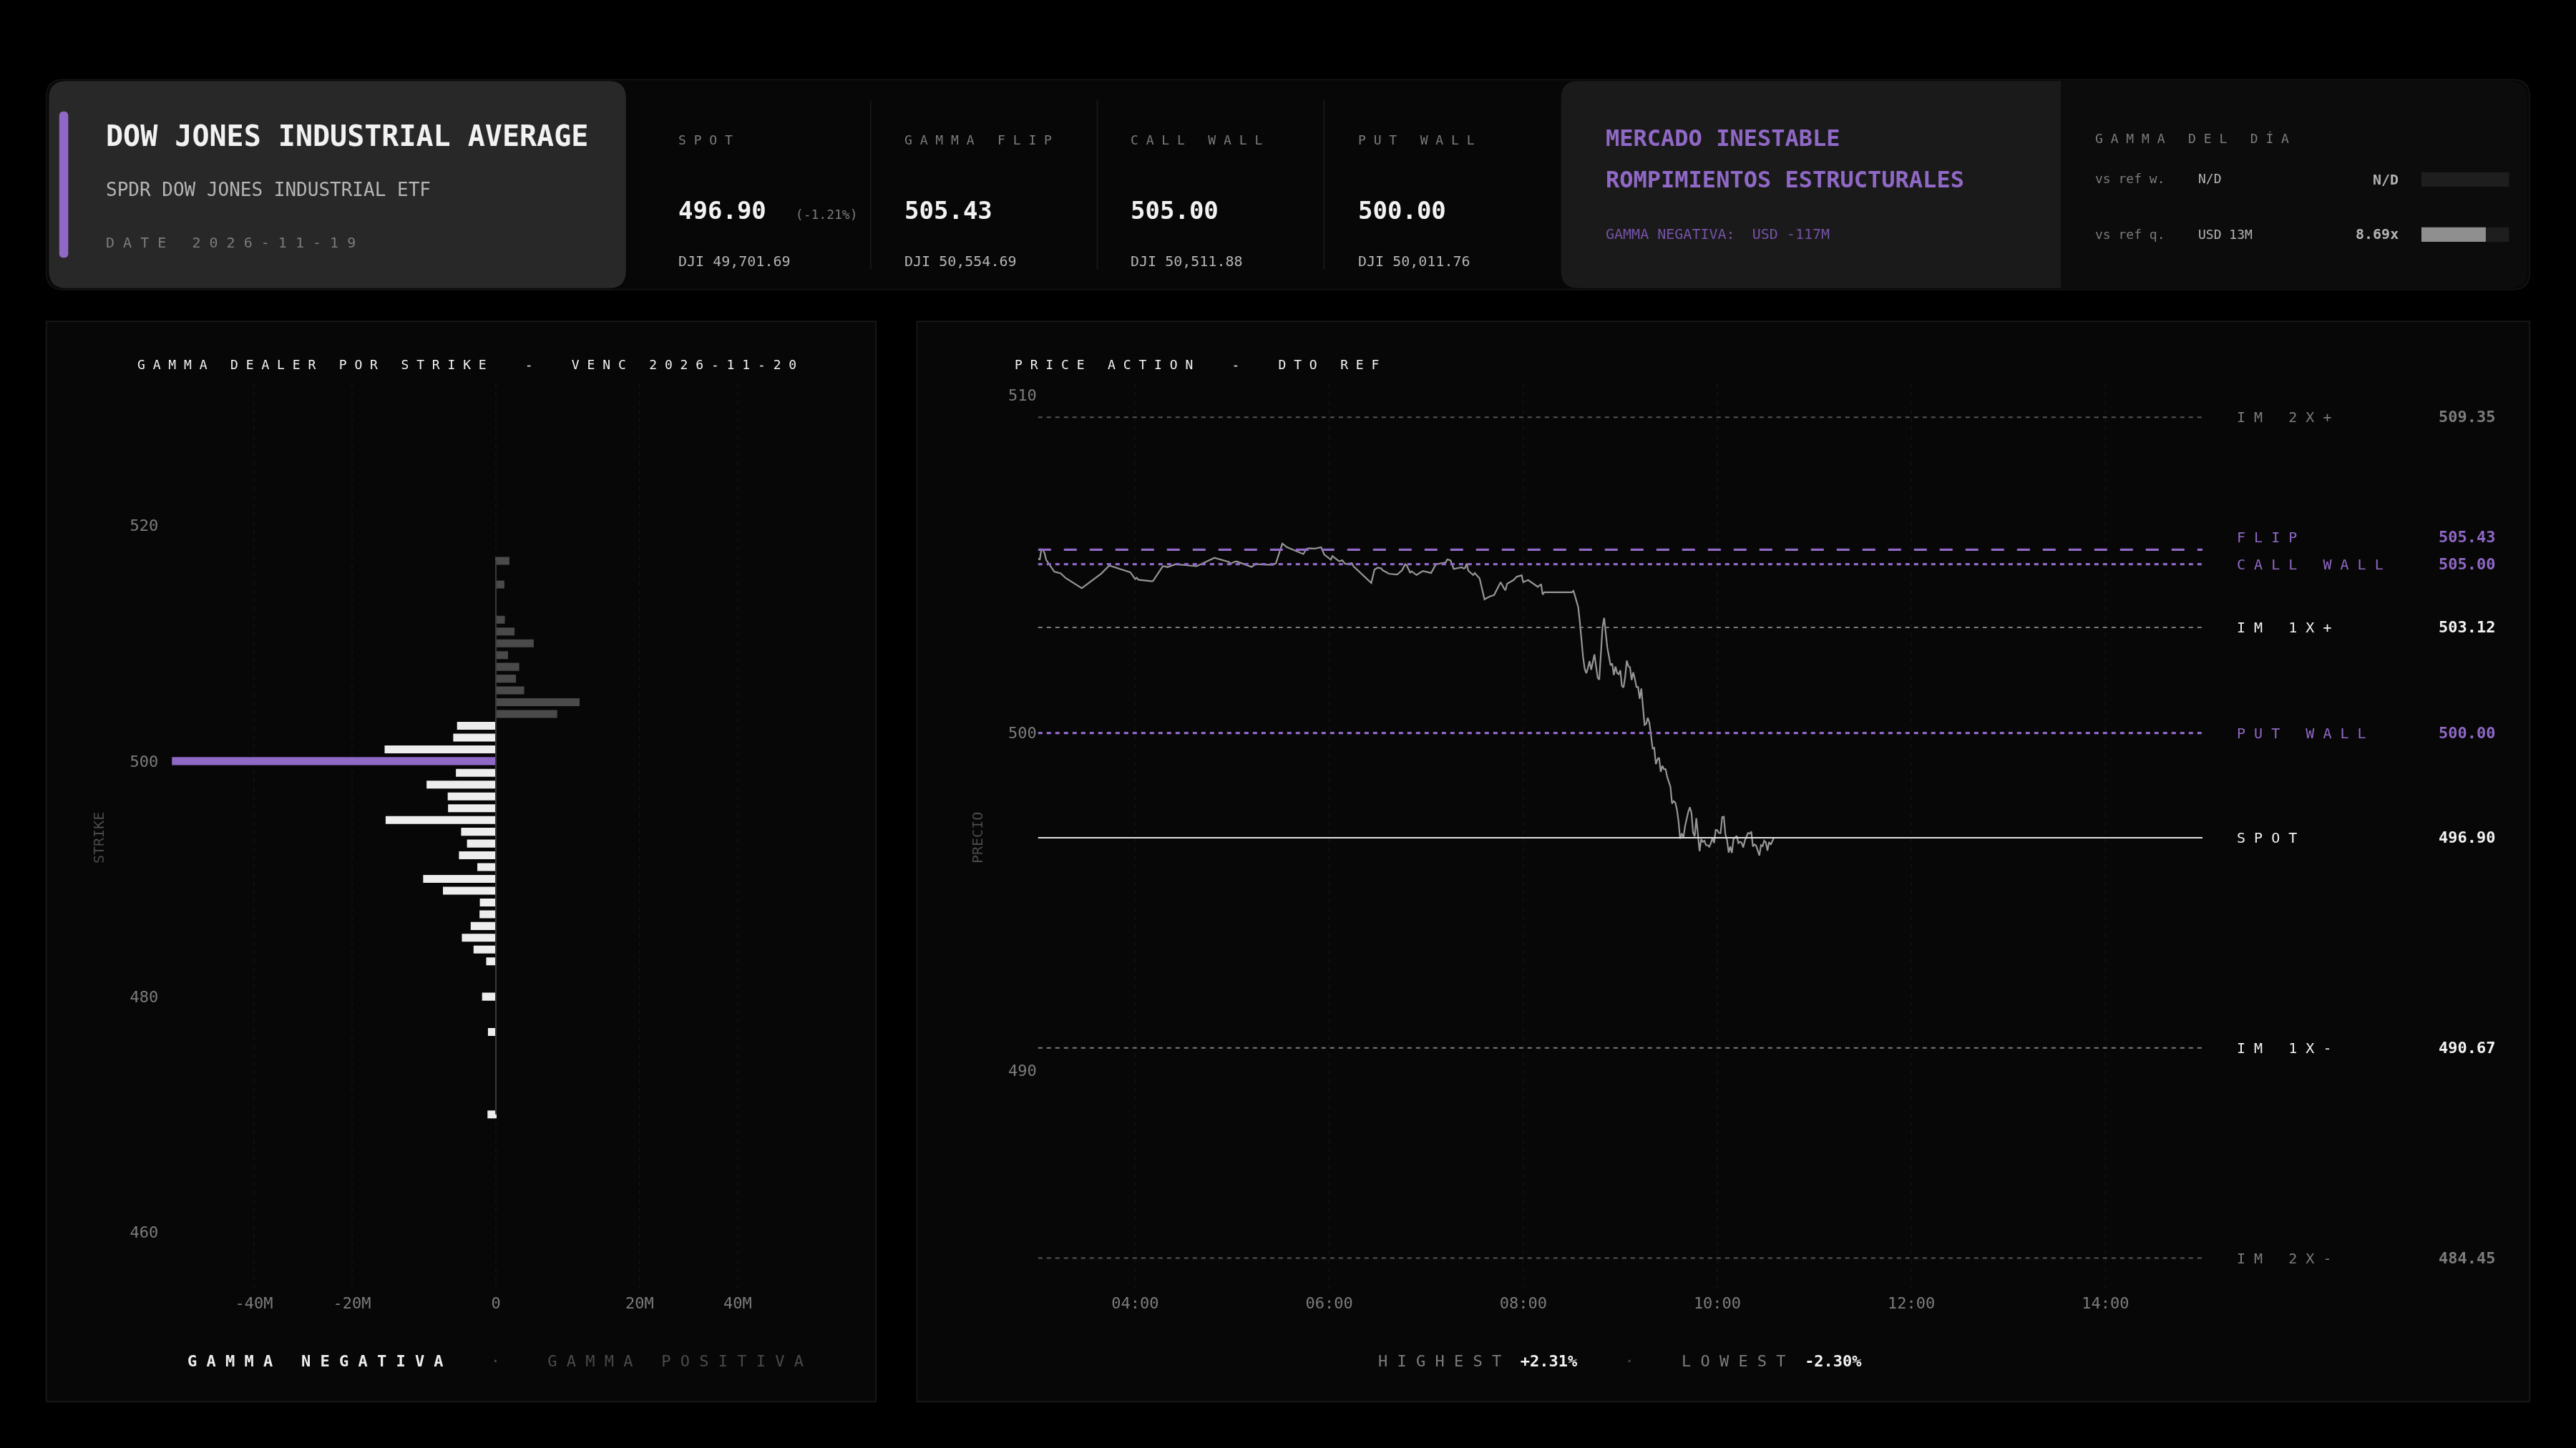 DOW JONES INDUSTRIAL AVERAGE
SPDR DOW JONES INDUSTRIAL ETF
DATE 2026-11-19
SPOT
496.90 (-1.21%)
DJI 49,701.69
GAMMA FLIP
505.43
DJI 50,554.69
CALL WALL
505.00
DJI 50,511.88
PUT WALL
500.00
DJI 50,011.76
MERCADO INESTABLE
ROMPIMIENTOS ESTRUCTURALES
GAMMA NEGATIVA: USD -117M
GAMMA DEL DÍA
vs ref w. N/D N/D
vs ref q. USD 13M 8.69x
GAMMA DEALER POR STRIKE - VENC 2026-11-20
STRIKE
520
500
480
460
-40M -20M 0 20M 40M
GAMMA NEGATIVA · GAMMA POSITIVA
PRICE ACTION - DTO REF
PRECIO
510
500
490
IM 2X+ 509.35
FLIP 505.43
CALL WALL 505.00
IM 1X+ 503.12
PUT WALL 500.00
SPOT 496.90
IM 1X- 490.67
IM 2X- 484.45
04:00 06:00 08:00 10:00 12:00 14:00
HIGHEST +2.31% · LOWEST -2.30%